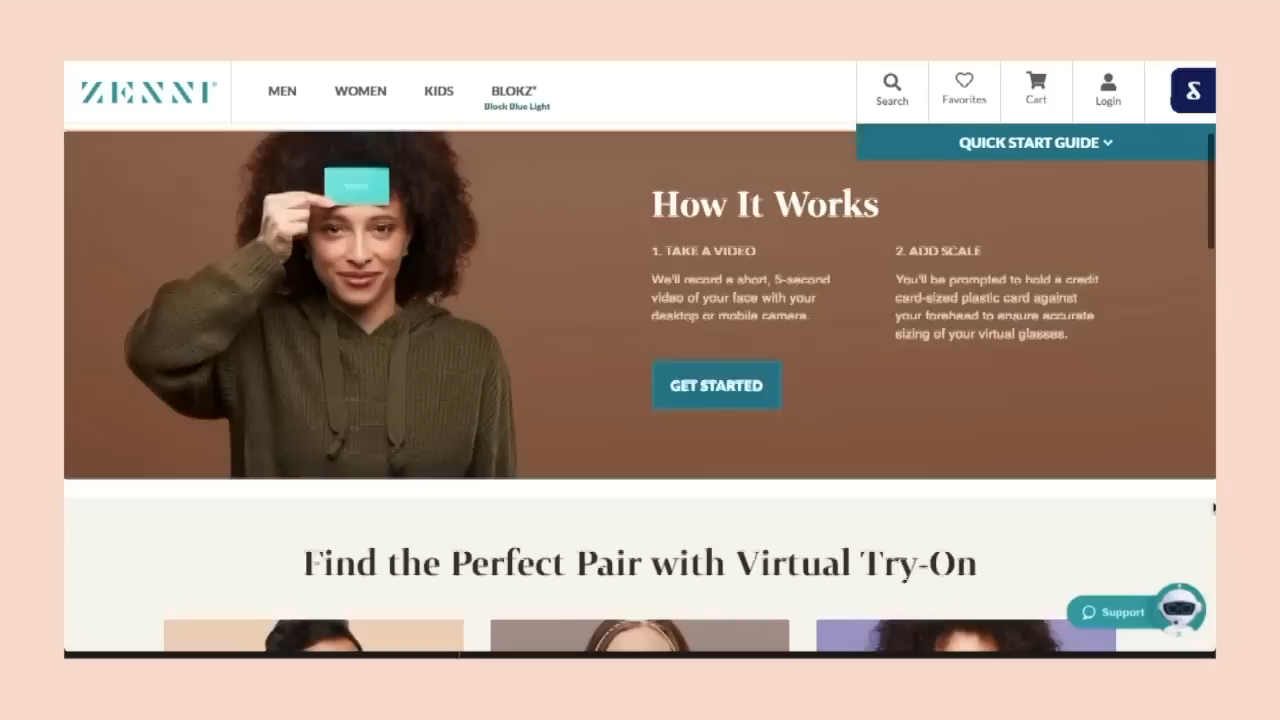 ZENNI®
MEN
WOMEN
KIDS
BLOKZ®
Block Blue Light
Search
Favorites
Cart
Login
QUICK START GUIDE
How It Works
1. TAKE A VIDEO
We'll record a short, 5-second
video of your face with your
desktop or mobile camera.
2. ADD SCALE
You'll be prompted to hold a credit
card-sized plastic card against
your forehead to ensure accurate
sizing of your virtual glasses.
GET STARTED
Find the Perfect Pair with Virtual Try-On
Support